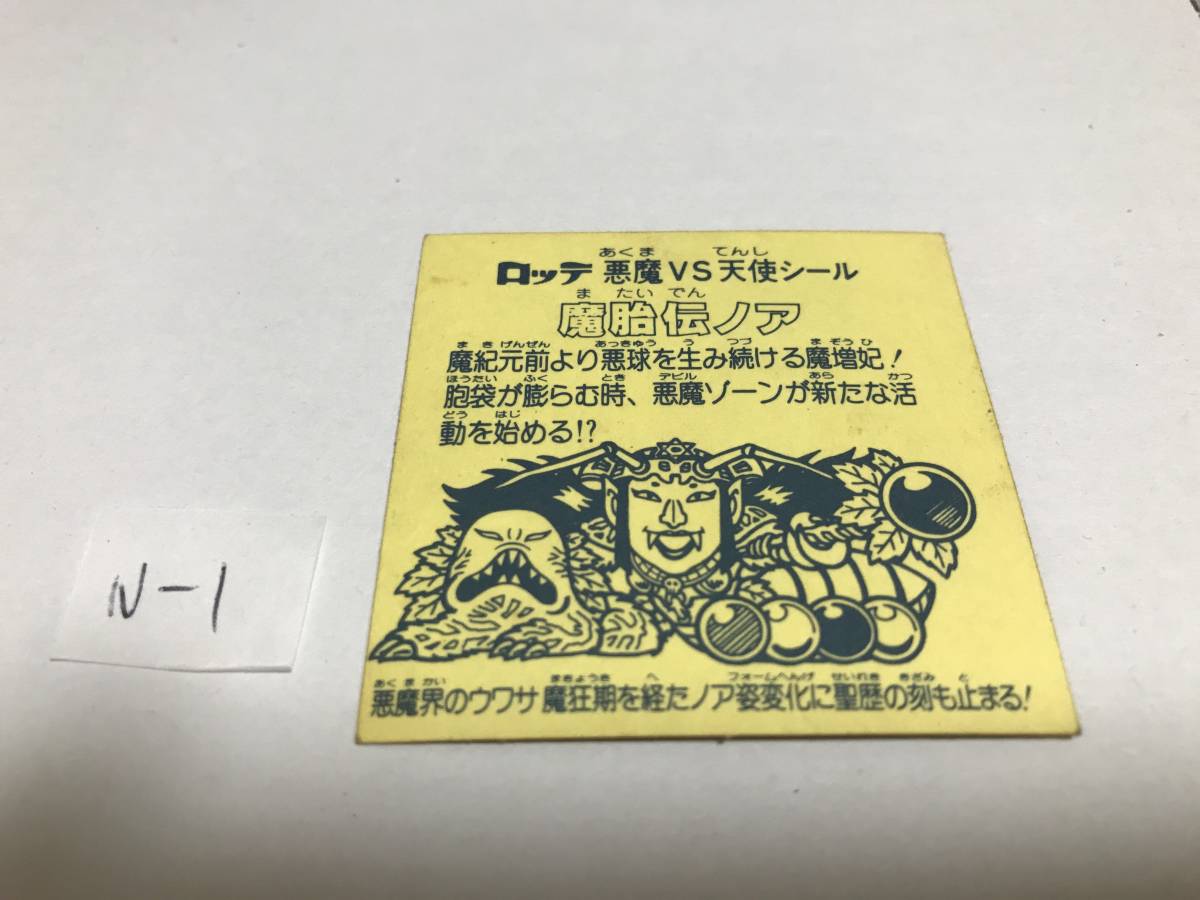 あくま てんし
ロッテ 悪魔VS天使シール
ま たい でん
魔胎伝ノア
ま き げんぜん あっきゅう う つづ ま ぞう ひ
魔紀元前より悪球を生み続ける魔増妃!
ほうたい ふく とき デビル あら かつ
胞袋が膨らむ時、悪魔ゾーンが新たな活
どう はじ
動を始める!?
N-1
あくまかい まきょうき へ フォームへんげ せいれき きざみ と
悪魔界のウワサ 魔狂期を経たノア姿変化に聖歴の刻も止まる!